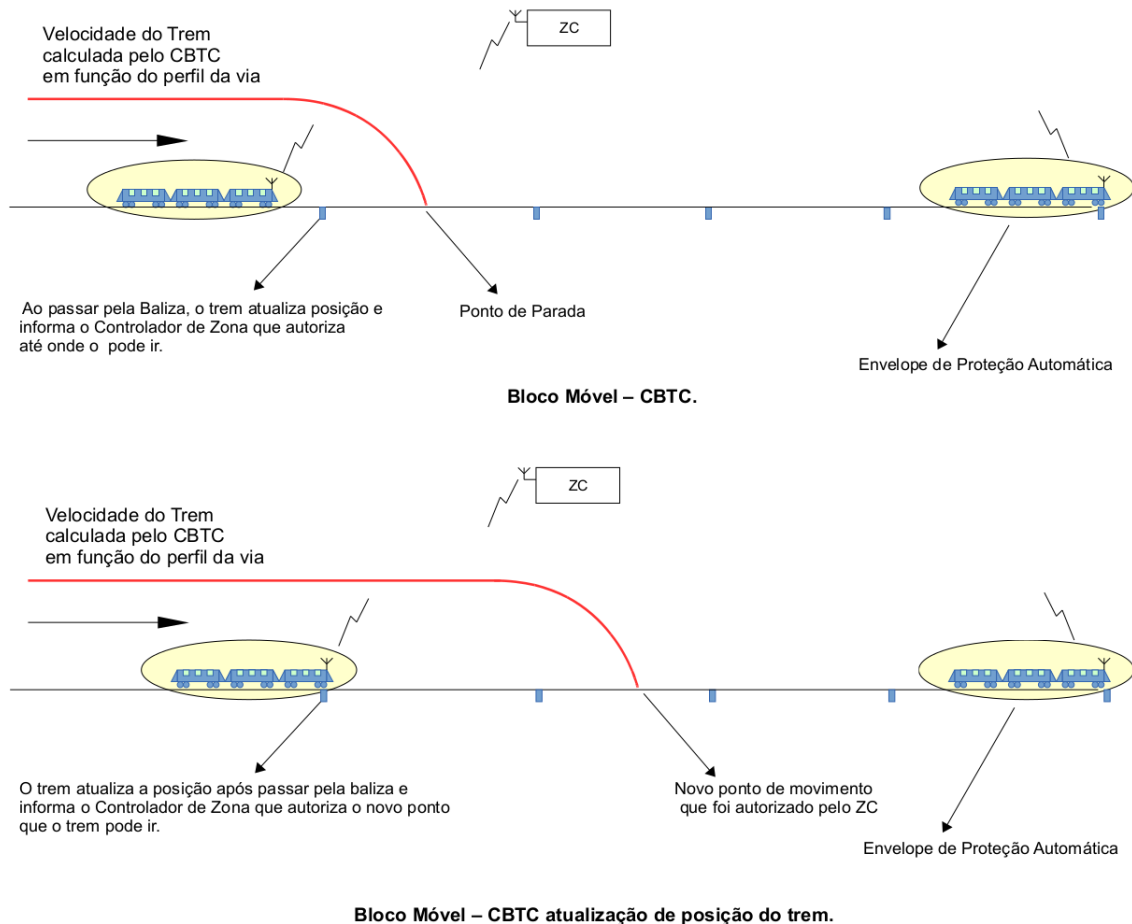 ZC
Velocidade do Trem
calculada pelo CBTC
em função do perfil da via
Ao passar pela Baliza, o trem atualiza posição e
informa o Controlador de Zona que autoriza
até onde o  pode ir.
Ponto de Parada
Envelope de Proteção Automática
Bloco Móvel – CBTC.
ZC
Velocidade do Trem
calculada pelo CBTC
em função do perfil da via
O trem atualiza a posição após passar pela baliza e
informa o Controlador de Zona que autoriza o novo ponto
que o trem pode ir.
Novo ponto de movimento
que foi autorizado pelo ZC
Envelope de Proteção Automática
Bloco Móvel – CBTC atualização de posição do trem.